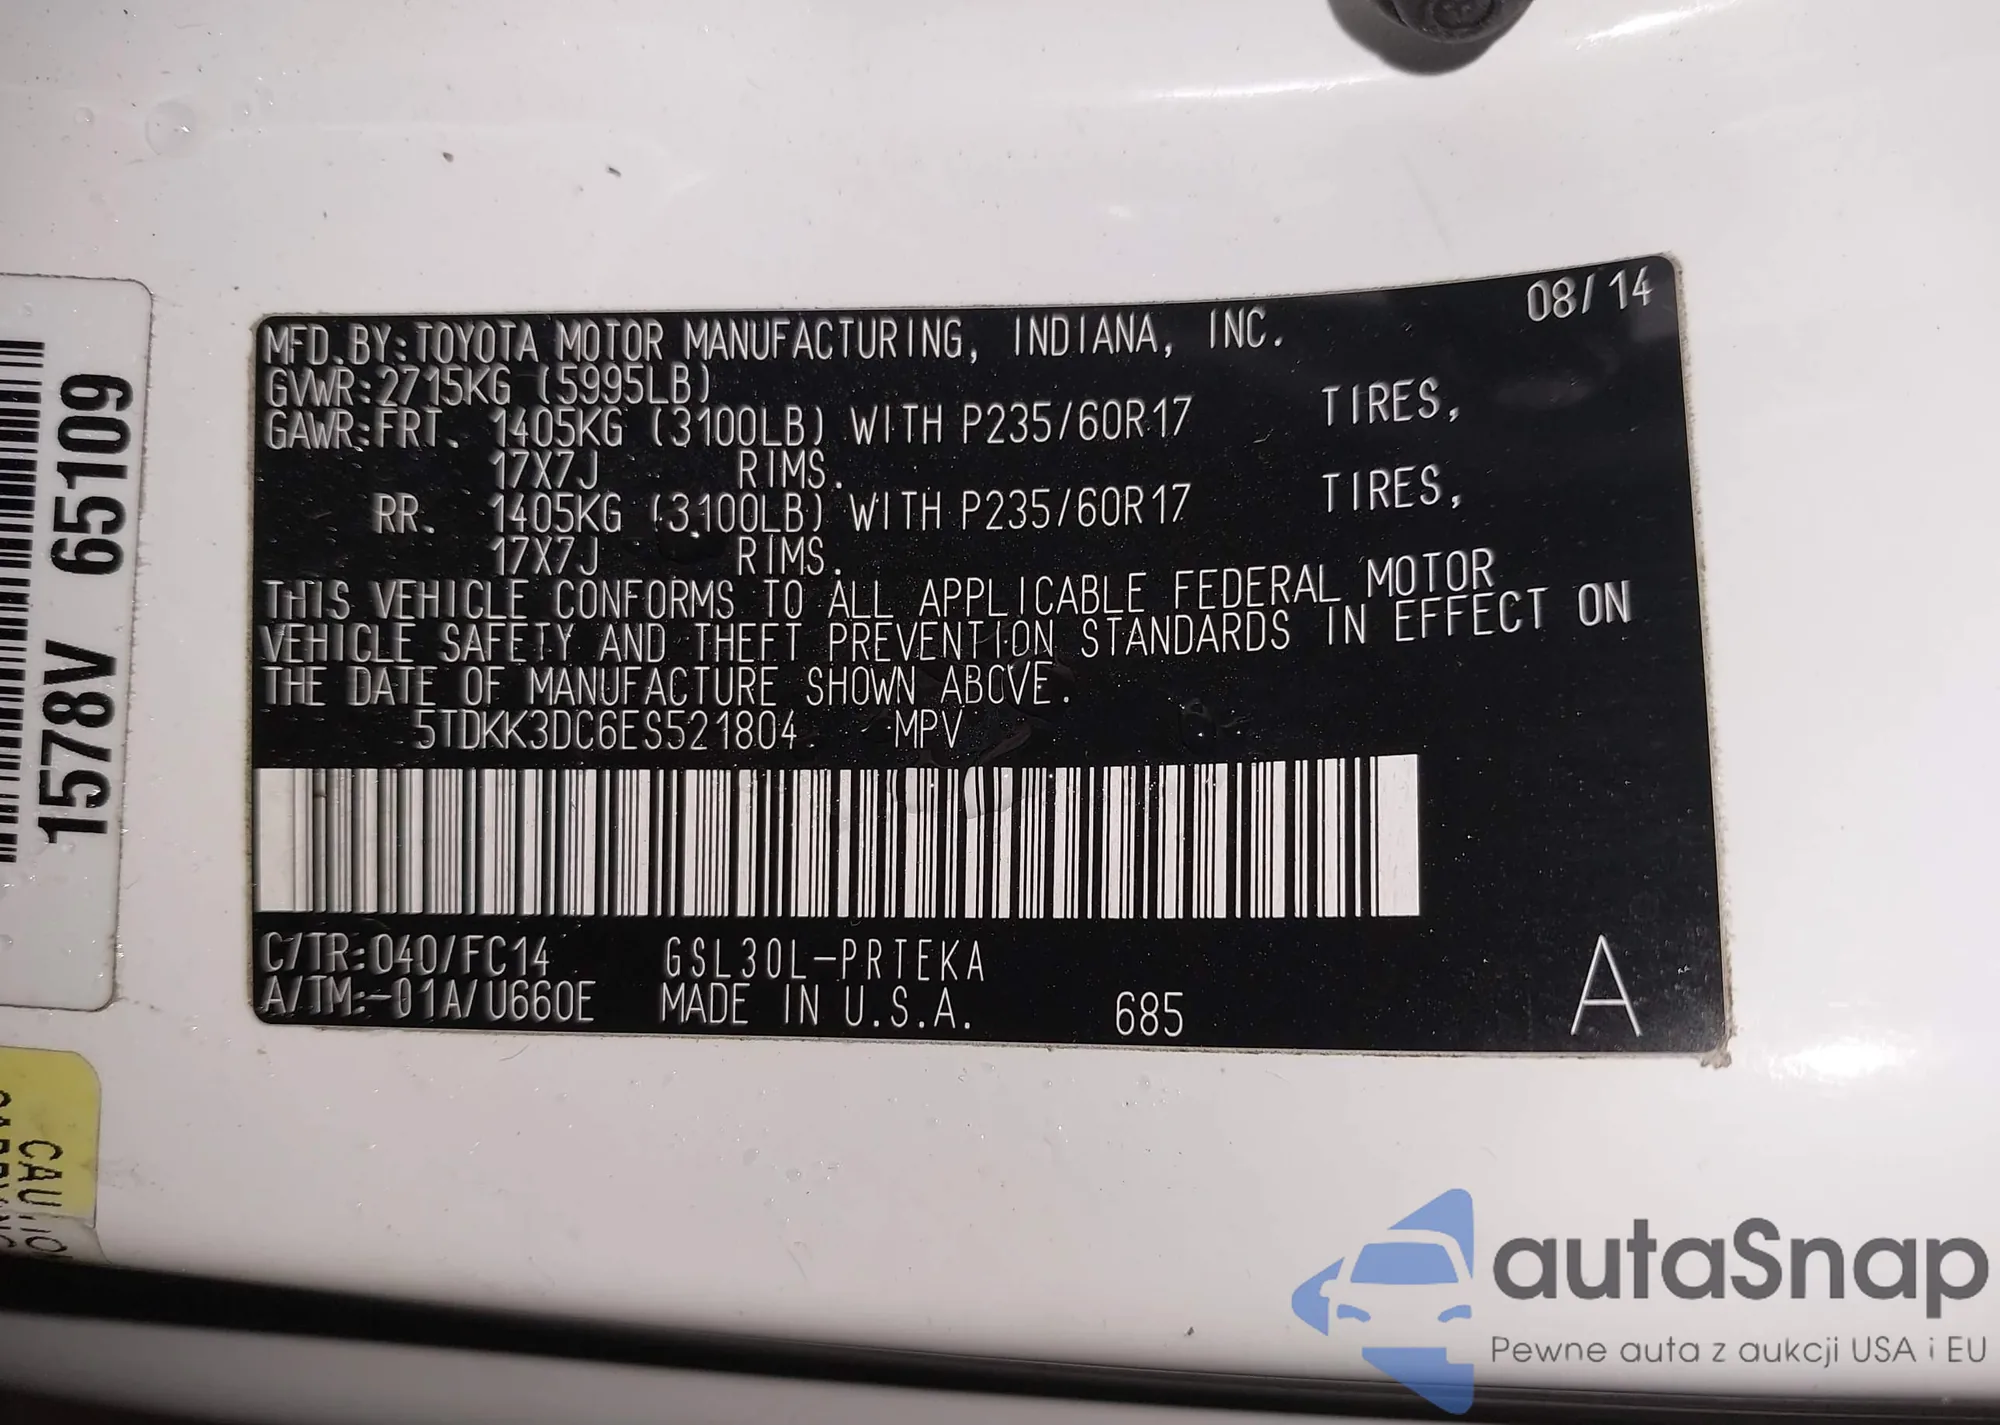 08/14
MFD.BY:TOYOTA MOTOR MANUFACTURING, INDIANA, INC.
GVWR:2715KG (5995LB)
GAWR:FRT. 1405KG (3100LB) WITH P235/60R17 TIRES,
17X7J RIMS.
RR. 1405KG (3100LB) WITH P235/60R17 TIRES,
17X7J RIMS.
THIS VEHICLE CONFORMS TO ALL APPLICABLE FEDERAL MOTOR
VEHICLE SAFETY AND THEFT PREVENTION STANDARDS IN EFFECT ON
THE DATE OF MANUFACTURE SHOWN ABOVE.
5TDKK3DC6ES521804 MPV
C/TR:040/FC14 GSL30L-PRTEKA
A/TM:-01A/U660E MADE IN U.S.A. 685
A
1578V 65109
CAUTION
autaSnap
Pewne auta z aukcji USA i EU